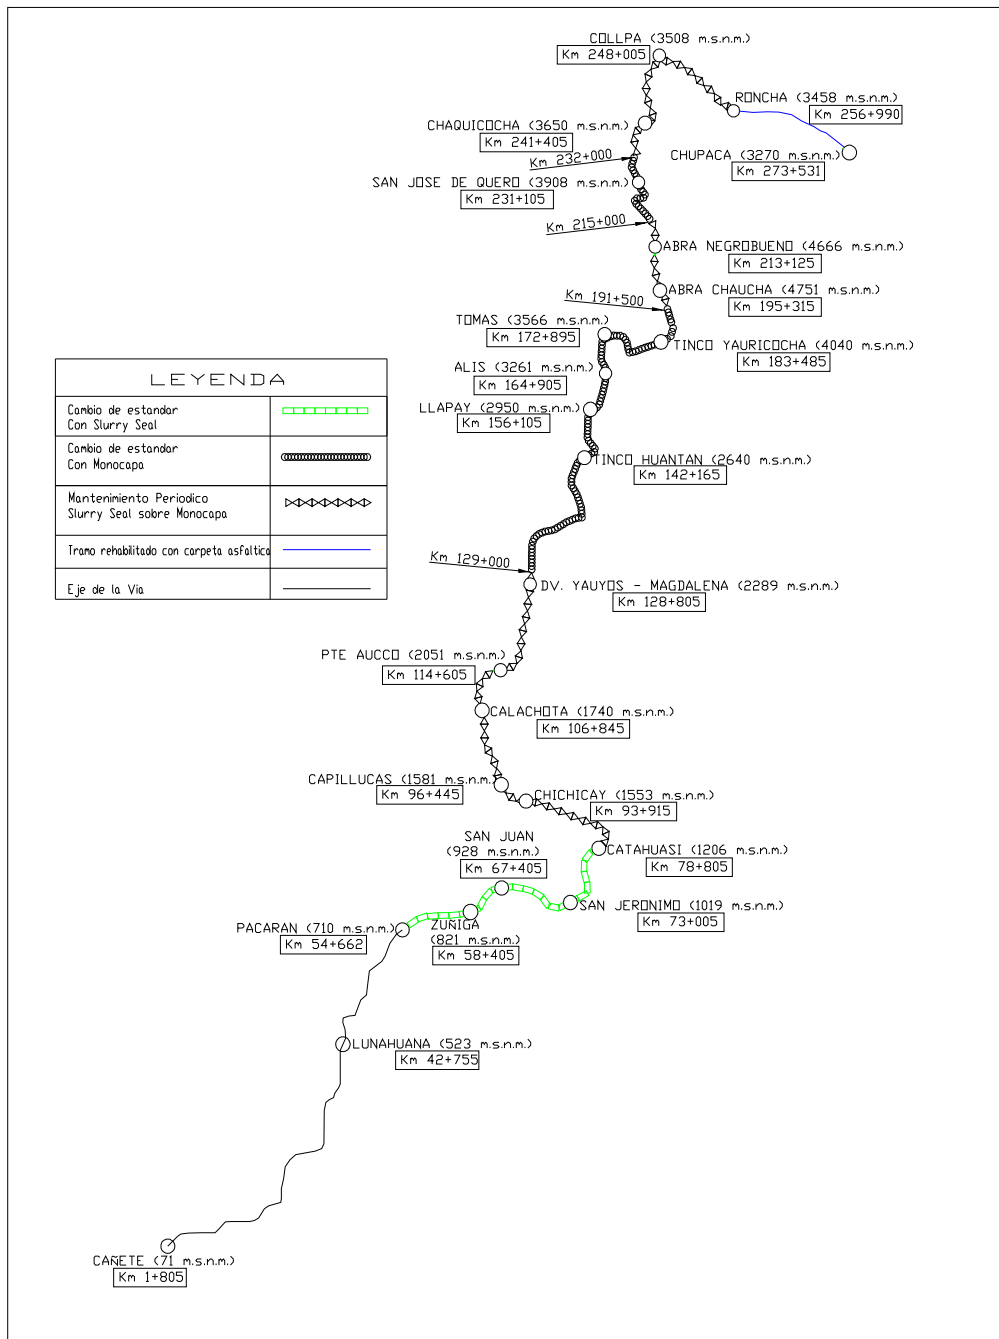 COLLPA (3508 m.s.n.m.)
Km 248+005
RONCHA (3458 m.s.n.m.)
Km 256+990
CHAQUICOCHA (3650 m.s.n.m.)
Km 241+405
CHUPACA (3270 m.s.n.m.)
Km 273+531
Km 232+000
SAN JOSE DE QUERO (3908 m.s.n.m.)
Km 231+105
Km 215+000
ABRA NEGROBUENO (4666 m.s.n.m.)
Km 213+125
ABRA CHAUCHA (4751 m.s.n.m.)
Km 195+315
Km 191+500
TOMAS (3566 m.s.n.m.)
Km 172+895
TINCO YAURICOCHA (4040 m.s.n.m.)
Km 183+485
ALIS (3261 m.s.n.m.)
Km 164+905
LLAPAY (2950 m.s.n.m.)
Km 156+105
TINCO HUANTAN (2640 m.s.n.m.)
Km 142+165
LEYENDA
Cambio de estandar
Con Slurry Seal
Cambio de estandar
Con Monocapa
Mantenimiento Periodico
Slurry Seal sobre Monocapa
Tramo rehabilitado con carpeta asfaltica
Eje de la Via
Km 129+000
DV. YAUYOS - MAGDALENA (2289 m.s.n.m.)
Km 128+805
PTE AUCCO (2051 m.s.n.m.)
Km 114+605
CALACHOTA (1740 m.s.n.m.)
Km 106+845
CAPILLUCAS (1581 m.s.n.m.)
Km 96+445
CHICHICAY (1553 m.s.n.m.)
Km 93+915
SAN JUAN
(928 m.s.n.m.)
Km 67+405
CATAHUASI (1206 m.s.n.m.)
Km 78+805
SAN JERONIMO (1019 m.s.n.m.)
Km 73+005
PACARAN (710 m.s.n.m.)
Km 54+662
ZUÑIGA
(821 m.s.n.m.)
Km 58+405
LUNAHUANA (523 m.s.n.m.)
Km 42+755
CAÑETE (71 m.s.n.m.)
Km 1+805